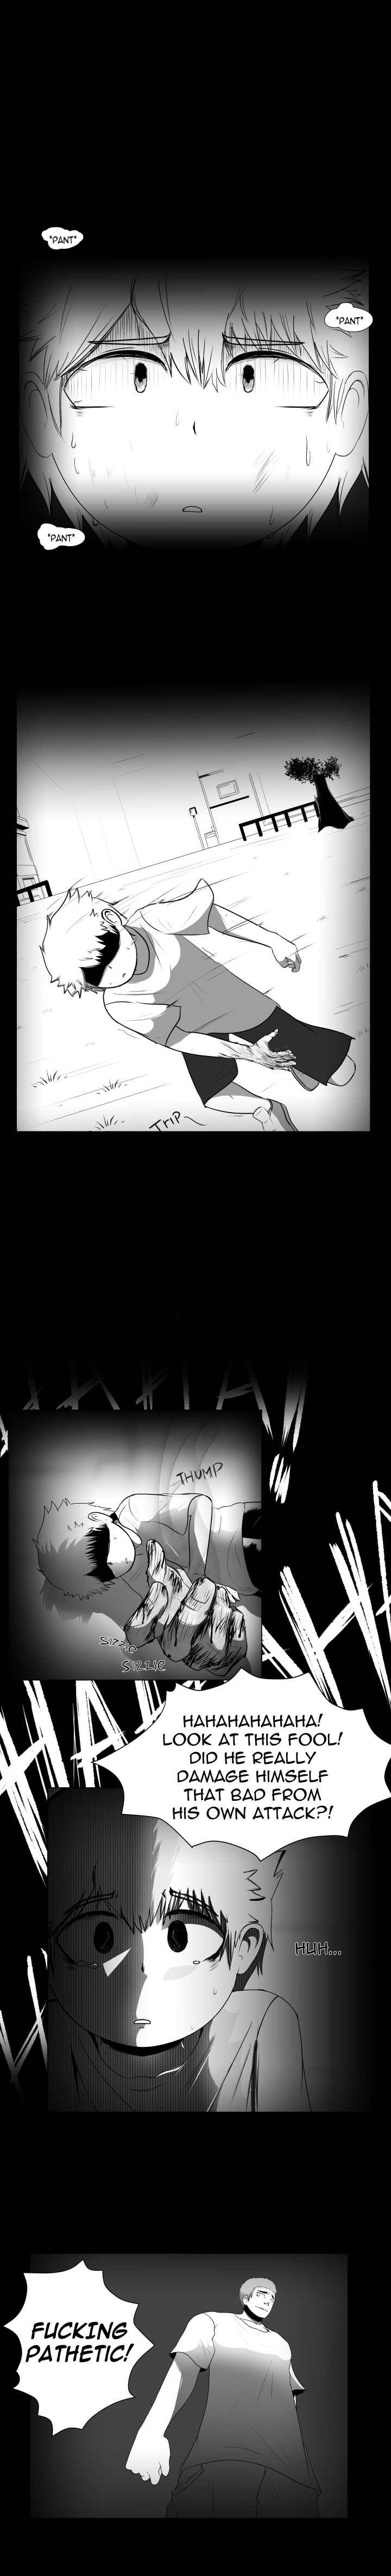 *PANT*
*PANT*
*PANT*
TRIP
THUMP
SIZZLE
SIZZLE
HAHAHAHAHAHA!
LOOK AT THIS FOOL!
DID HE REALLY
DAMAGE HIMSELF
THAT BAD FROM
HIS OWN ATTACK?!
HUH...
FUCKING
PATHETIC!